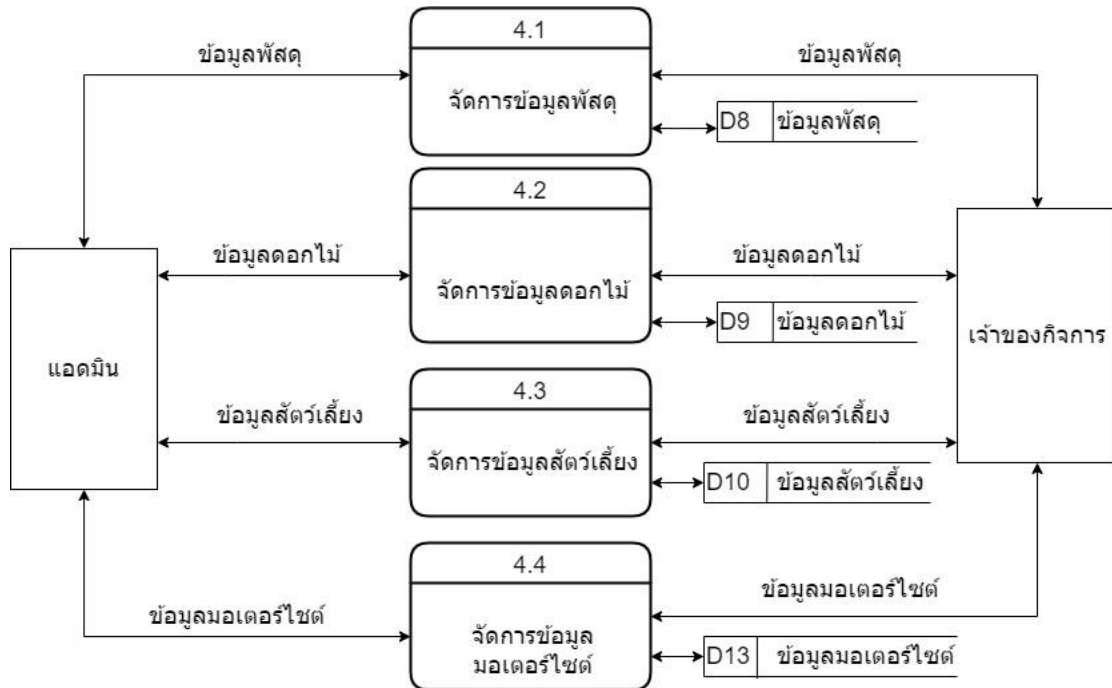 4.1
ข้อมูลพัสดุ
ข้อมูลพัสดุ
จัดการข้อมูลพัสดุ
D8 ข้อมูลพัสดุ
4.2
ข้อมูลดอกไม้
ข้อมูลดอกไม้
จัดการข้อมูลดอกไม้
D9 ข้อมูลดอกไม้
แอดมิน
เจ้าของกิจการ
4.3
ข้อมูลสัตว์เลี้ยง
ข้อมูลสัตว์เลี้ยง
จัดการข้อมูลสัตว์เลี้ยง
D10 ข้อมูลสัตว์เลี้ยง
4.4
ข้อมูลมอเตอร์ไชต์
ข้อมูลมอเตอร์ไซต์
จัดการข้อมูล
มอเตอร์ไซต์
D13 ข้อมูลมอเตอร์ไซต์